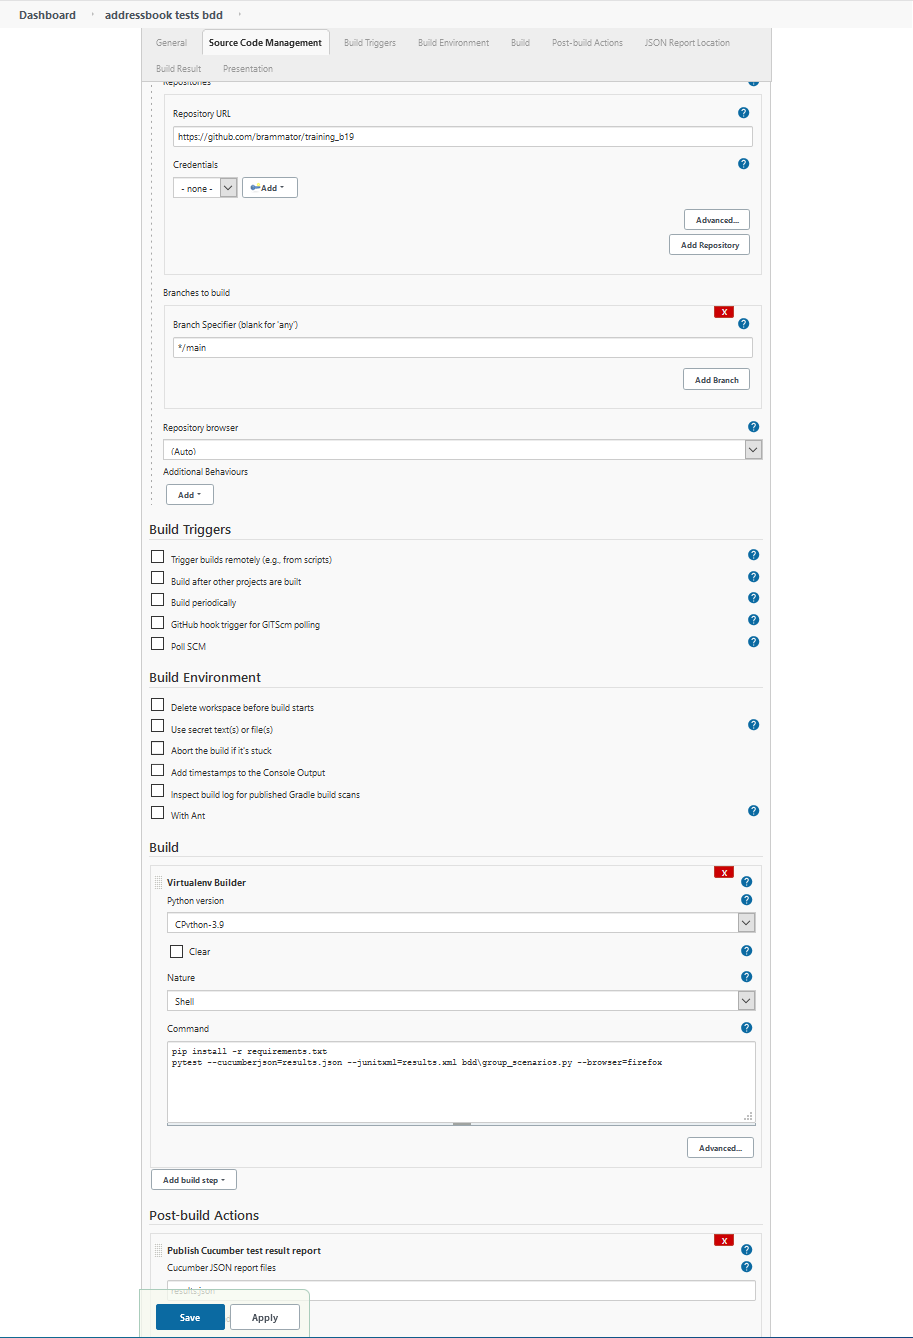 Dashboard addressbook tests bdd
General Source Code Management Build Triggers Build Environment Build Post-build Actions JSON Report Location
Build Result Presentation
Repositories
Repository URL
https://github.com/brammator/training_b19
Credentials
- none - Add
Advanced...
Add Repository
Branches to build
X
Branch Specifier (blank for 'any')
*/main
Add Branch
Repository browser
(Auto)
Additional Behaviours
Add
Build Triggers
Trigger builds remotely (e.g., from scripts)
Build after other projects are built
Build periodically
GitHub hook trigger for GITScm polling
Poll SCM
Build Environment
Delete workspace before build starts
Use secret text(s) or file(s)
Abort the build if it's stuck
Add timestamps to the Console Output
Inspect build log for published Gradle build scans
With Ant
Build
X
Virtualenv Builder
Python version
CPython-3.9
Clear
Nature
Shell
Command
pip install -r requirements.txt
pytest --cucumberjson=results.json --junitxml=results.xml bdd\group_scenarios.py --browser=firefox
Advanced...
Add build step
Post-build Actions
X
Publish Cucumber test result report
Cucumber JSON report files
results.json
Save Apply